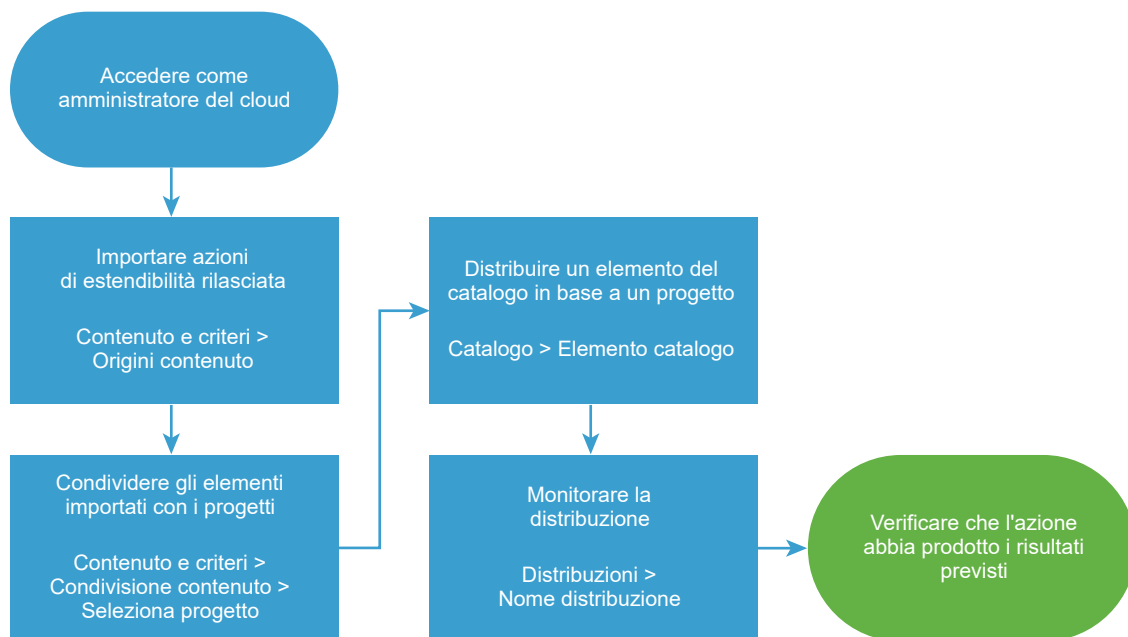 Accedere come
amministratore del cloud
Importare azioni
di estendibilità rilasciata
Contenuto e criteri >
Origini contenuto
Condividere gli elementi
importati con i progetti
Contenuto e criteri >
Condivisione contenuto >
Seleziona progetto
Distribuire un elemento del
catalogo in base a un progetto
Catalogo > Elemento catalogo
Monitorare la
distribuzione
Distribuzioni >
Nome distribuzione
Verificare che l'azione
abbia prodotto i risultati
previsti